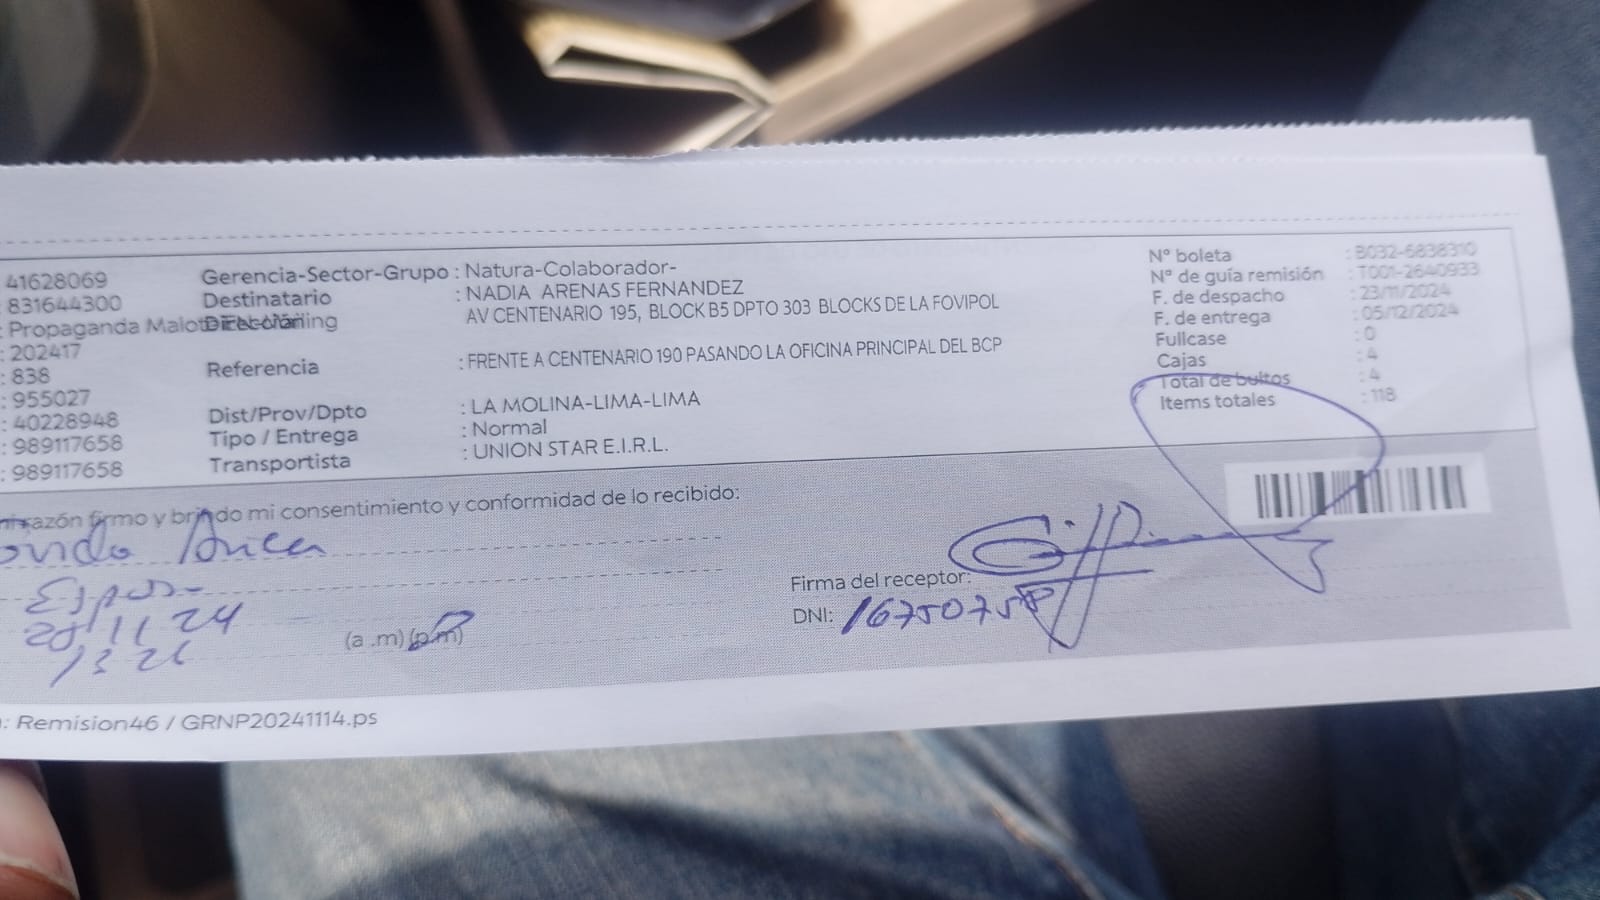 41628069 Gerencia-Sector-Grupo : Natura-Colaborador- N° boleta : B032-6838310
: 831644300 Destinatario : NADIA ARENAS FERNANDEZ N° de guía remisión : T001-2640933
: Propaganda AV CENTENARIO 195, BLOCK B5 DPTO 303 BLOCKS DE LA FOVIPOL F. de despacho : 23/11/2024
: 202417 F. de entrega : 05/12/2024
: 838 Referencia : FRENTE A CENTENARIO 190 PASANDO LA OFICINA PRINCIPAL DEL BCP Fullcase : 0
: 955027 Cajas : 4
: 40228948 Dist/Prov/Dpto : LA MOLINA-LIMA-LIMA Total de bultos : 4
: 989117658 Tipo / Entrega : Normal Items totales : 118
: 989117658 Transportista : UNION STAR E.I.R.L.
razón firmo y brindo mi consentimiento y conformidad de lo recibido:
Firma del receptor:
28/11/24
(a .m) (p.m) DNI:
: Remision46 / GRNP20241114.ps